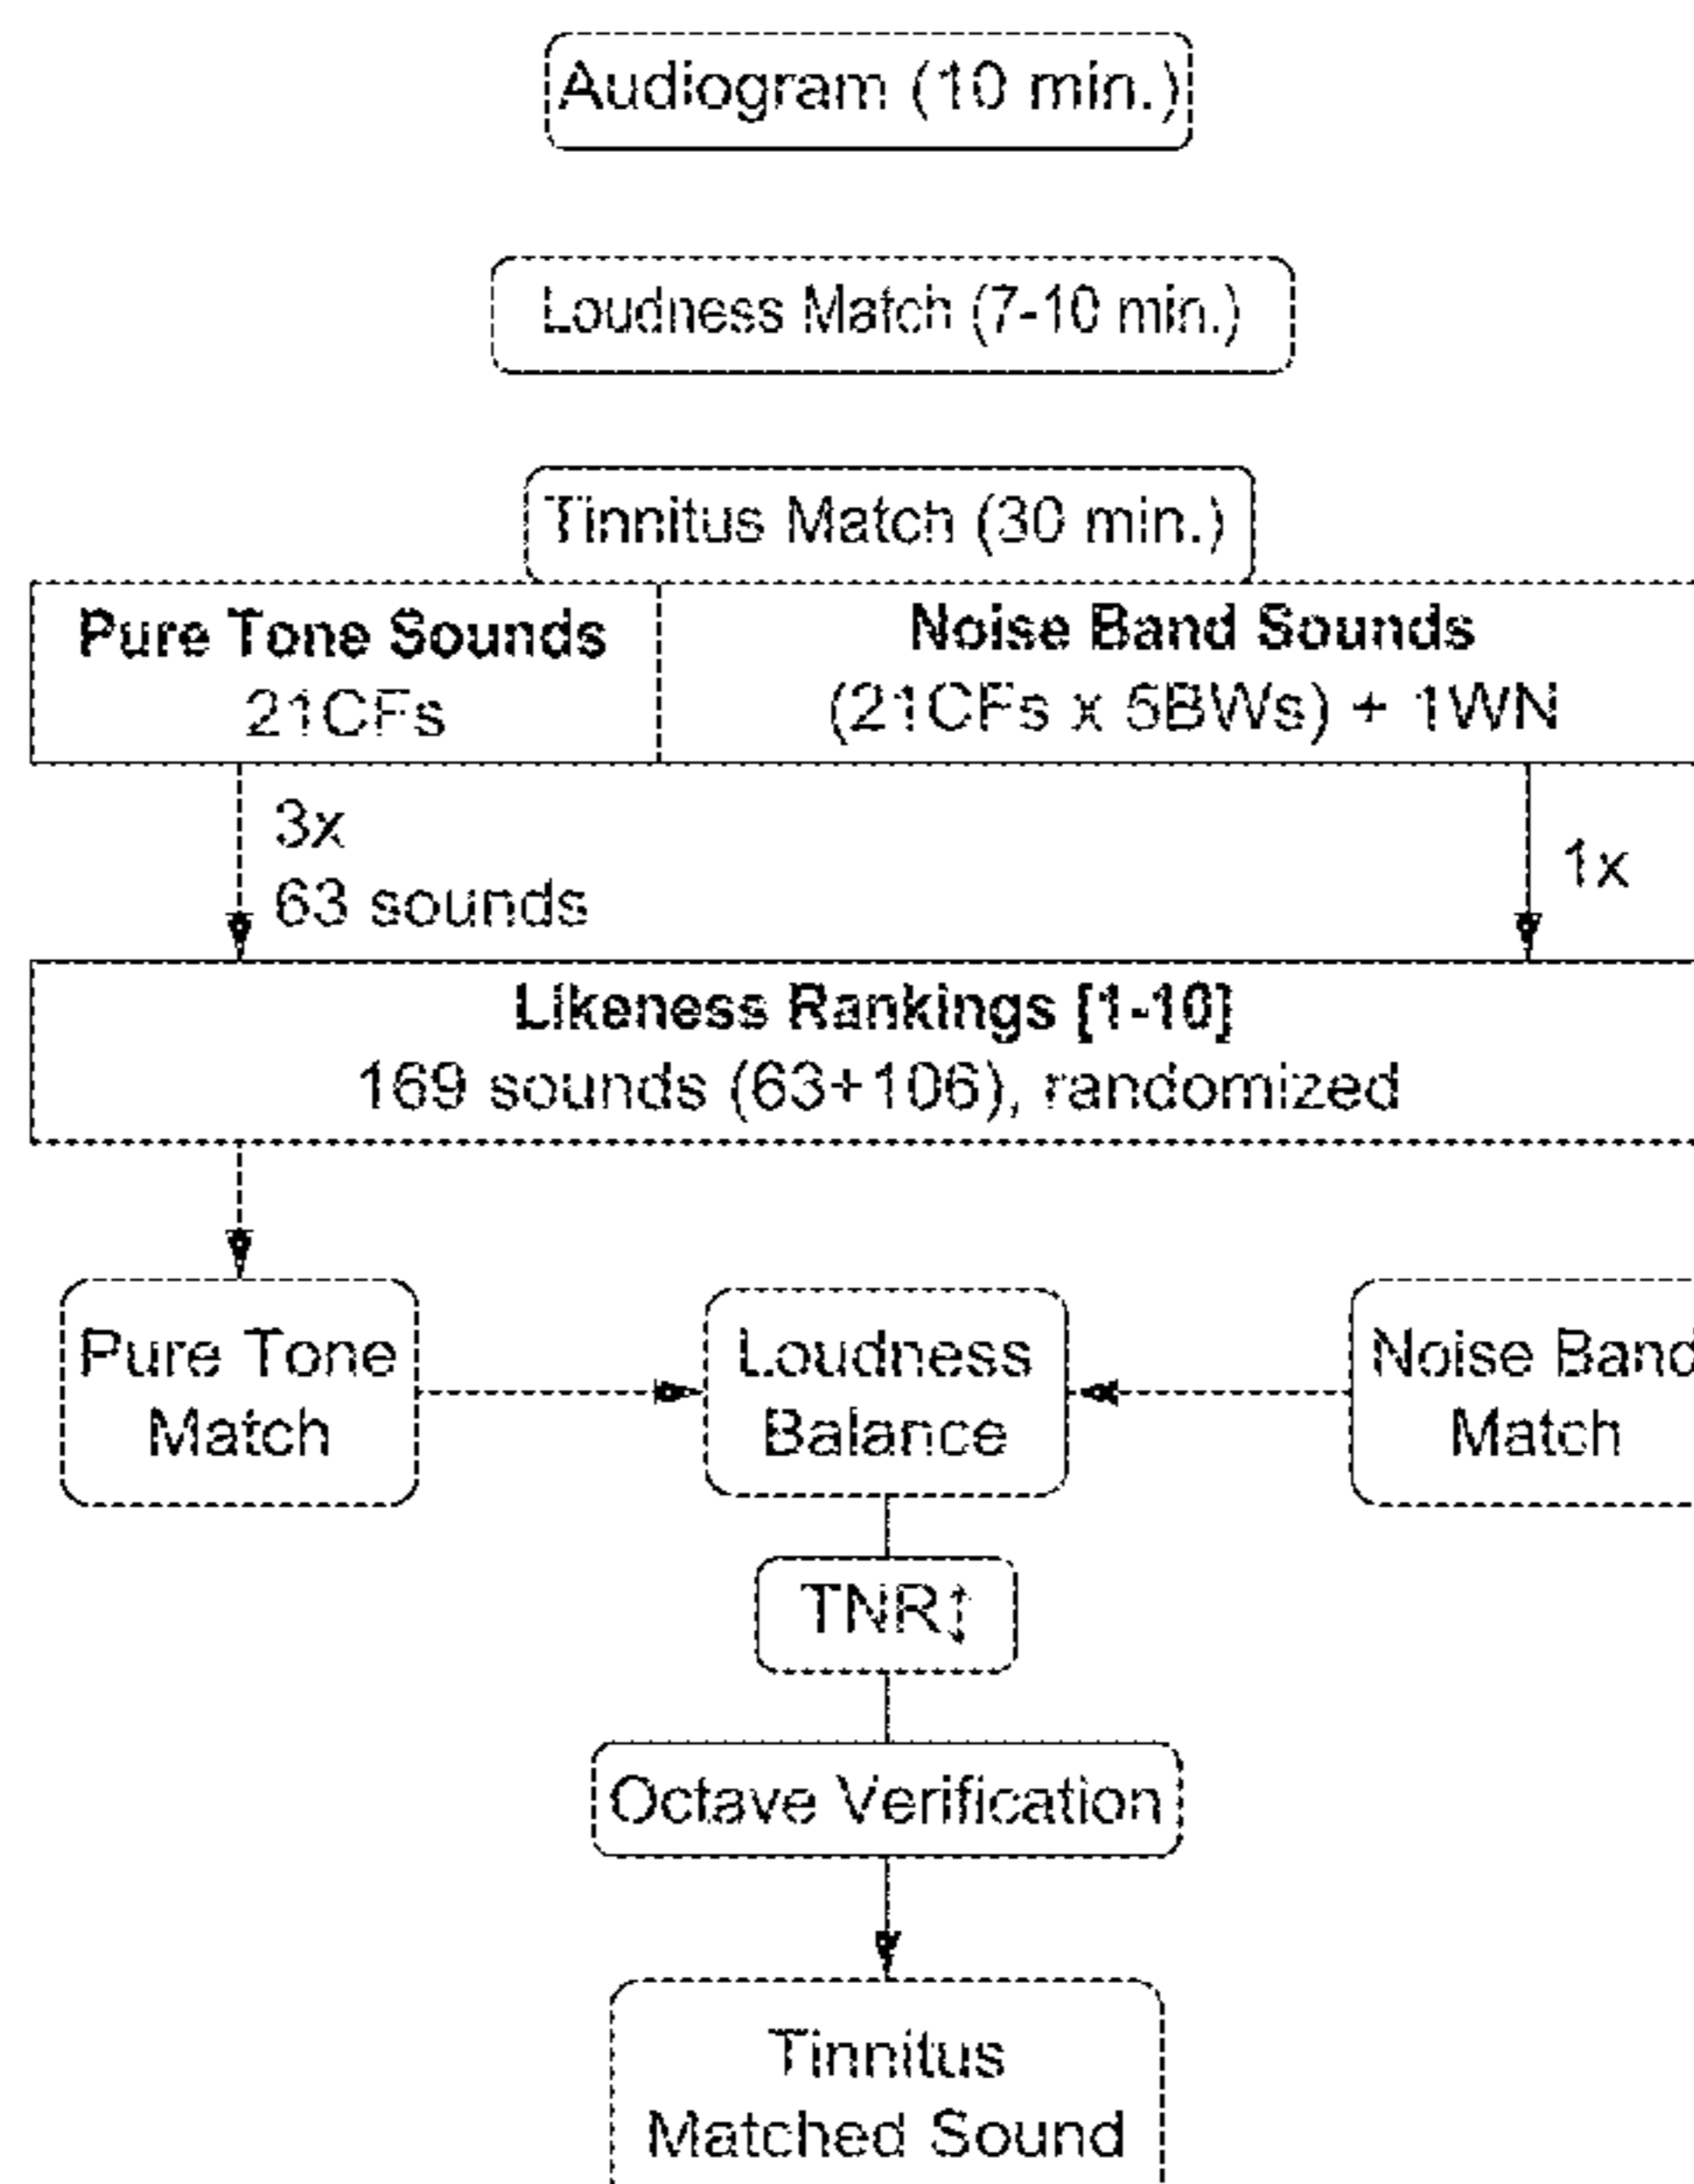 Audiogram (10 min.)
Loudness Match (7-10 min.)
Tinnitus Match (30 min.)
Pure Tone Sounds
21CFs
Noise Band Sounds
(21CFs x 5BWs) + 1WN
3x
63 sounds
1x
Likeness Rankings [1-10]
169 sounds (63+106), randomized
Pure Tone
Match
Loudness
Balance
Noise Band
Match
TNR↕
Octave Verification
Tinnitus
Matched Sound